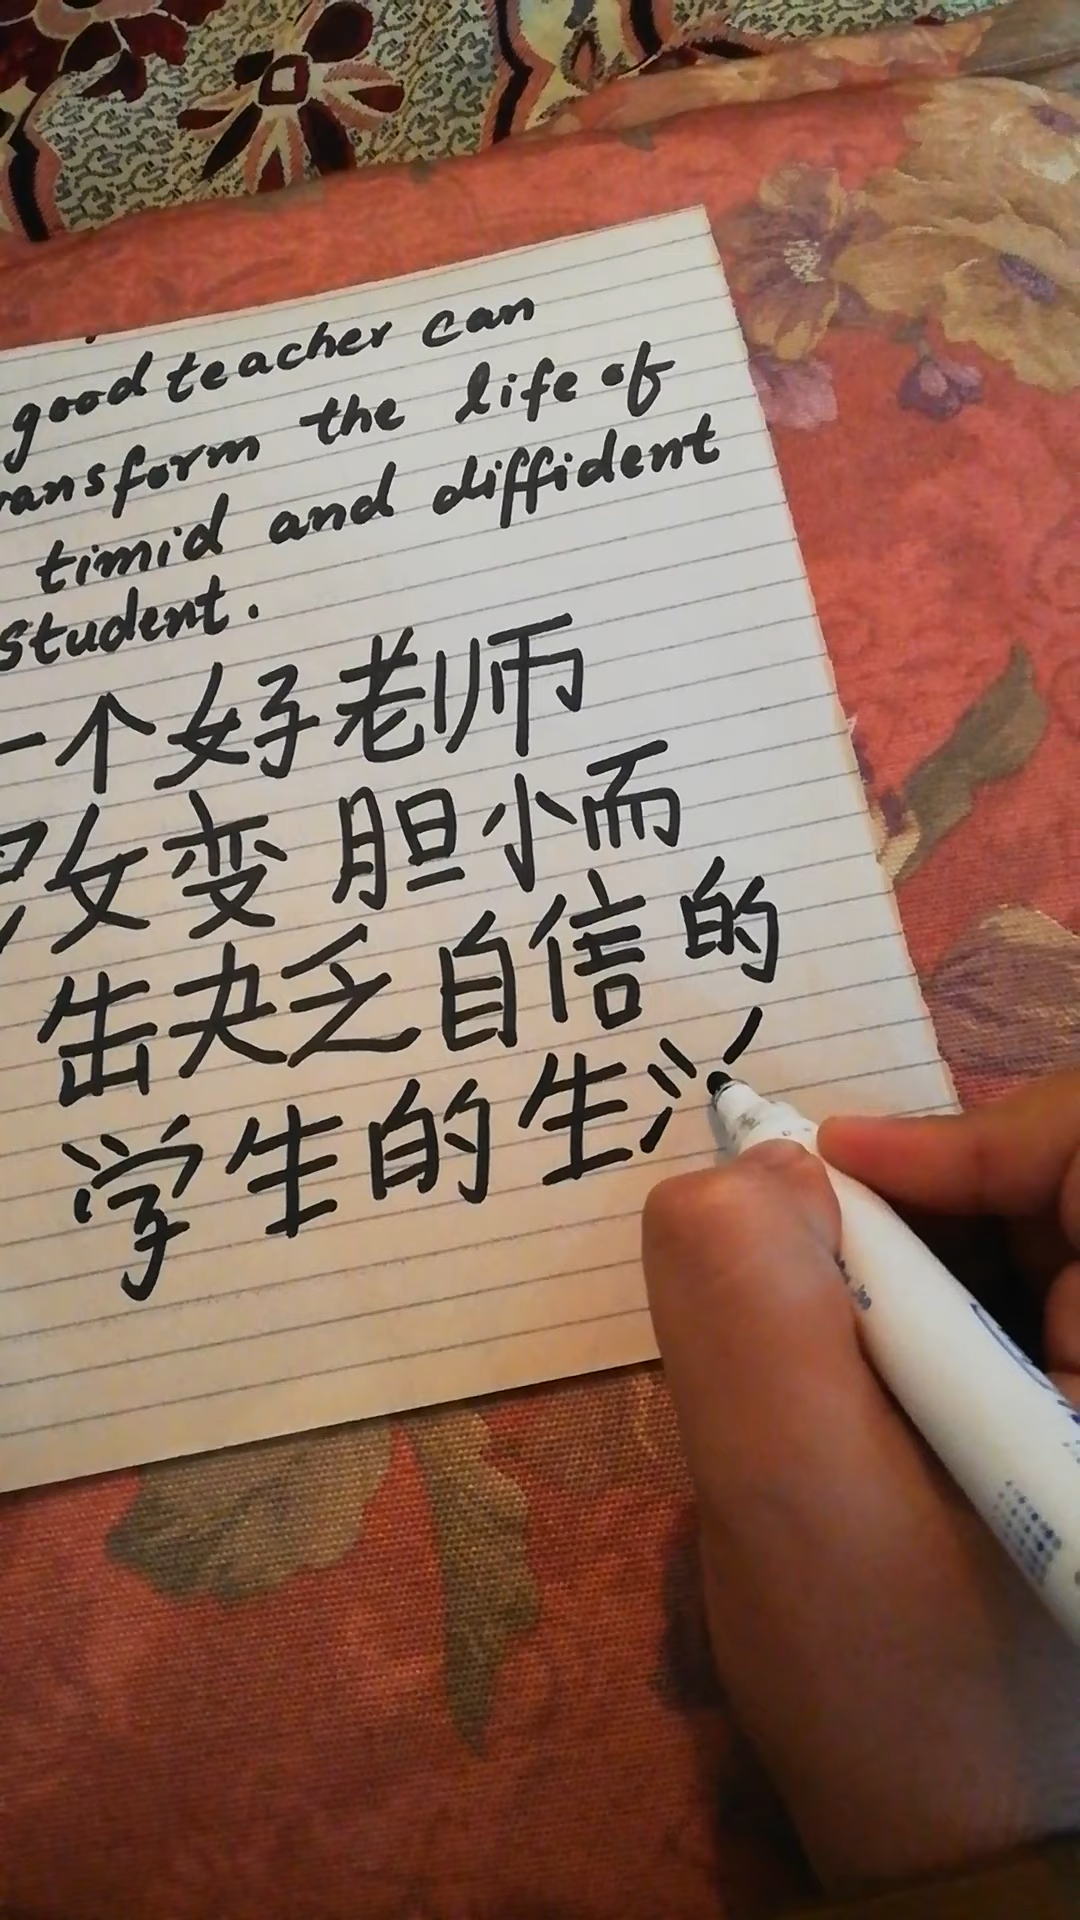 good teacher can
ransform the life of
timid and diffident
student.
一个好老师
改变胆小而
缺乏自信的
学生的生